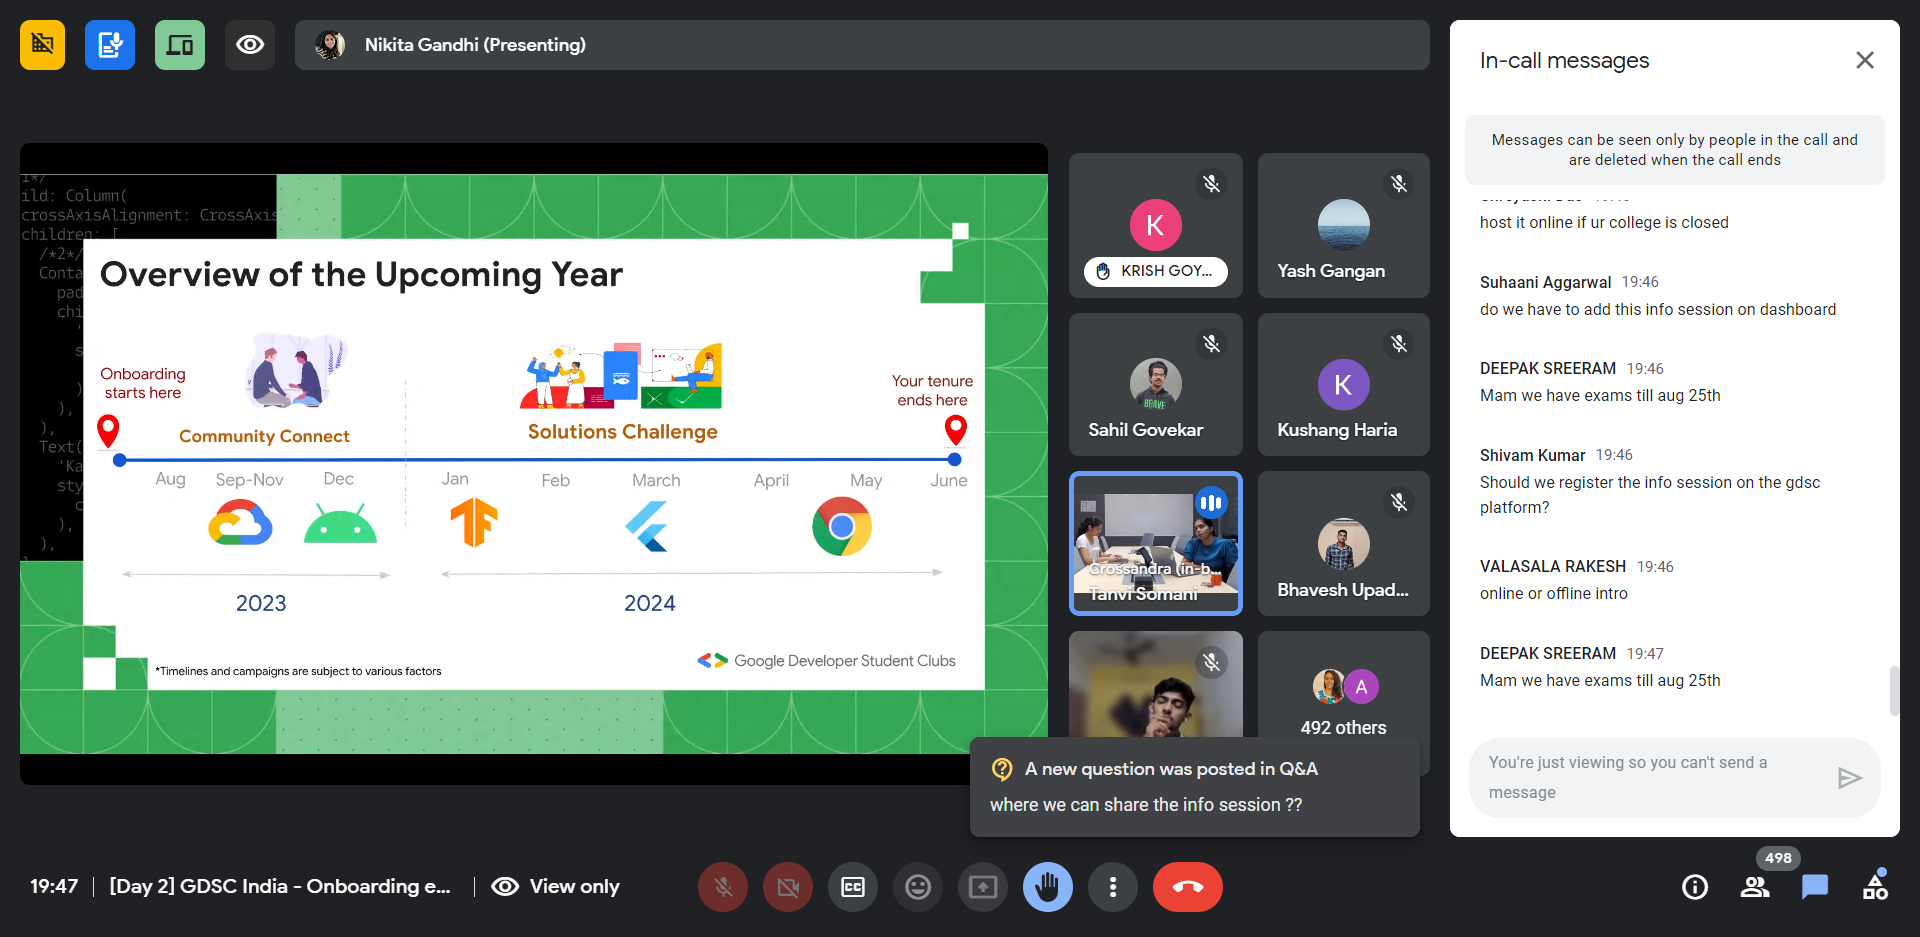 Nikita Gandhi (Presenting)
ild: Column(
crossAxisAlignment: CrossAxis
children: [
/*2*/
Conta
pad
chi
'
s
)
),
),
Text(
'Ka
sty
c
),
),
Overview of the Upcoming Year
Onboarding
starts here
Community Connect
Solutions Challenge
Your tenure
ends here
Aug
Sep-Nov
Dec
Jan
Feb
March
April
May
June
2023
2024
*Timelines and campaigns are subject to various factors
Google Developer Student Clubs
K
KRISH GOY...
Yash Gangan
Sahil Govekar
K
Kushang Haria
Crossandra (in-b...
Tanvi Somani
Bhavesh Upad...
A
492 others
A new question was posted in Q&A
where we can share the info session ??
In-call messages
Messages can be seen only by people in the call and
are deleted when the call ends
host it online if ur college is closed
Suhaani Aggarwal 19:46
do we have to add this info session on dashboard
DEEPAK SREERAM 19:46
Mam we have exams till aug 25th
Shivam Kumar 19:46
Should we register the info session on the gdsc
platform?
VALASALA RAKESH 19:46
online or offline intro
DEEPAK SREERAM 19:47
Mam we have exams till aug 25th
You're just viewing so you can't send a
message
19:47
[Day 2] GDSC India - Onboarding e...
View only
CC
498